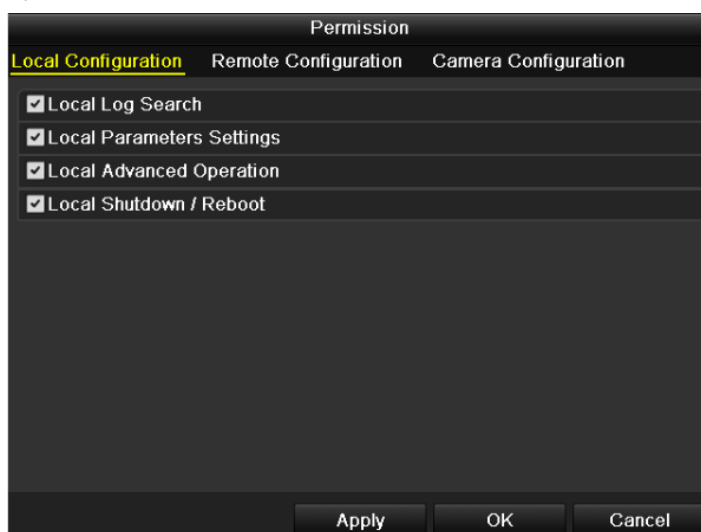 Permission
Local Configuration Remote Configuration Camera Configuration
Local Log Search
Local Parameters Settings
Local Advanced Operation
Local Shutdown / Reboot
Apply OK Cancel